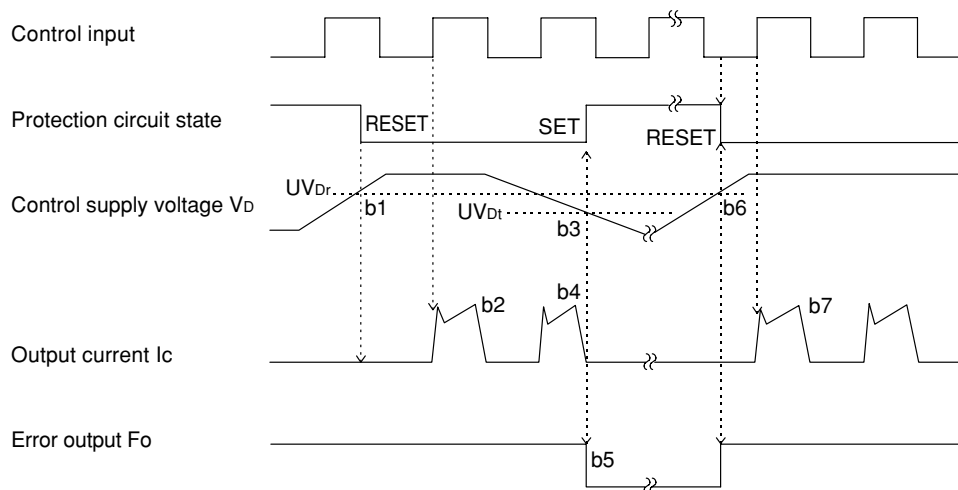 Control input
Protection circuit state
RESET
SET
RESET
Control supply voltage VD
UVDr
b1
UVDt
b3
b6
b2
b4
b7
Output current Ic
Error output Fo
b5